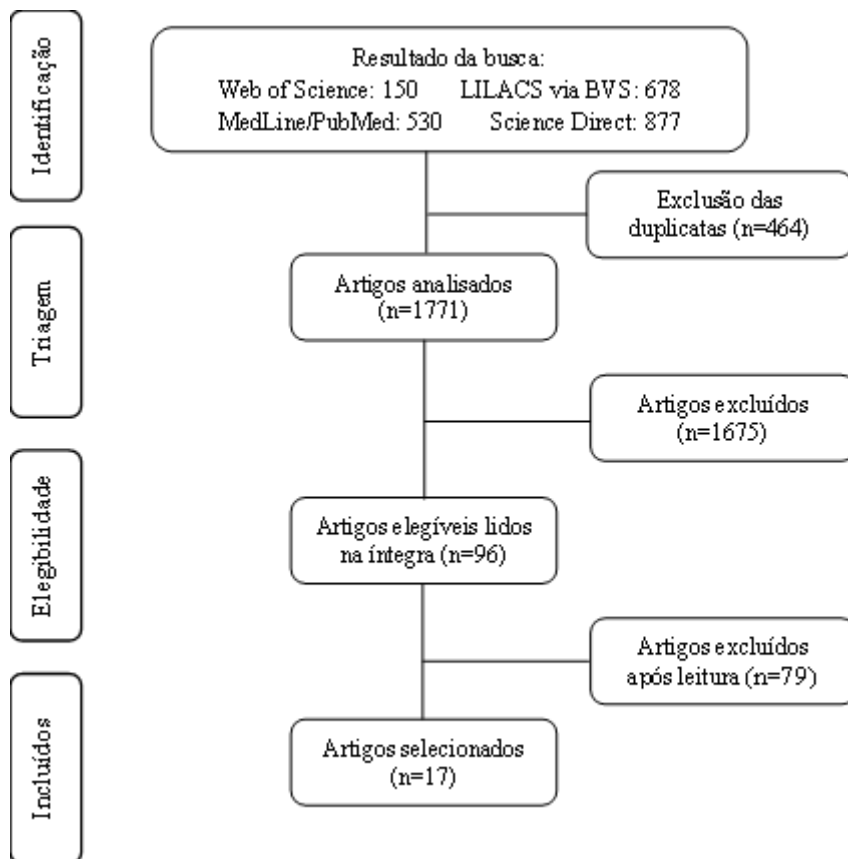 Identificação
Resultado da busca:
Web of Science: 150 LILACS via BVS: 678
MedLine/PubMed: 530 Science Direct: 877
Exclusão das
duplicatas (n=464)
Triagem
Artigos analisados
(n=1771)
Artigos excluídos
(n=1675)
Elegibilidade
Artigos elegíveis lidos
na íntegra (n=96)
Artigos excluídos
após leitura (n=79)
Incluídos
Artigos selecionados
(n=17)